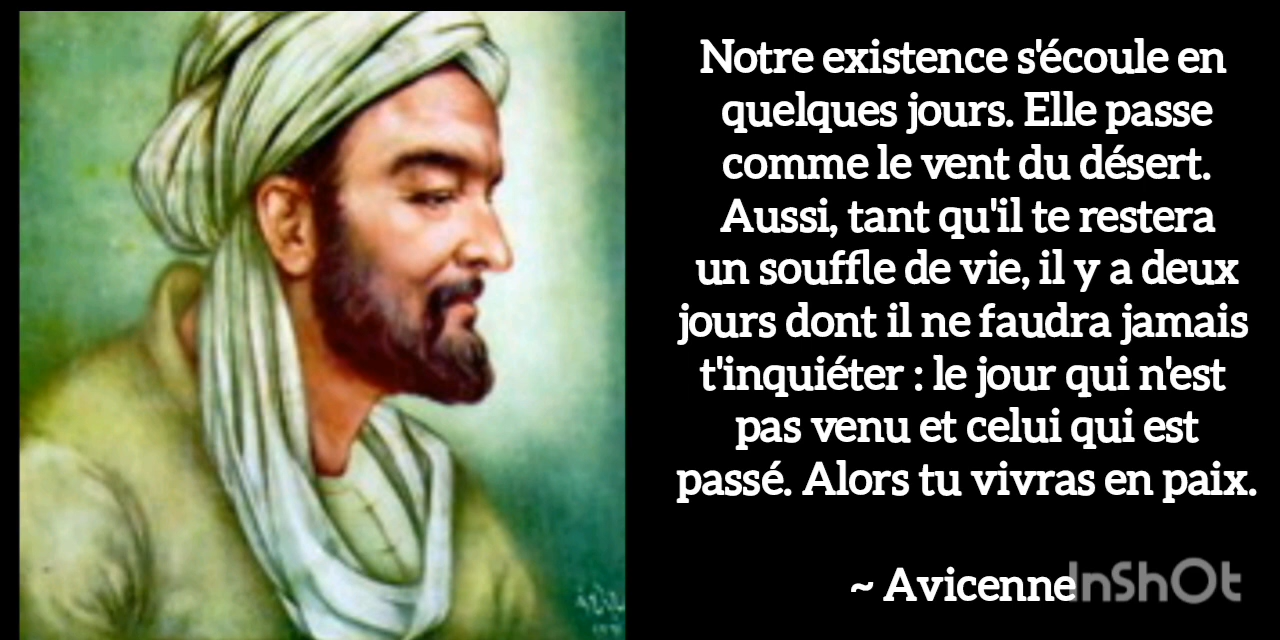 Notre existence s'écoule en
quelques jours. Elle passe
comme le vent du désert.
Aussi, tant qu'il te restera
un souffle de vie, il y a deux
jours dont il ne faudra jamais
t'inquiéter : le jour qui n'est
pas venu et celui qui est
passé. Alors tu vivras en paix.
~ Avicenne
InShOt